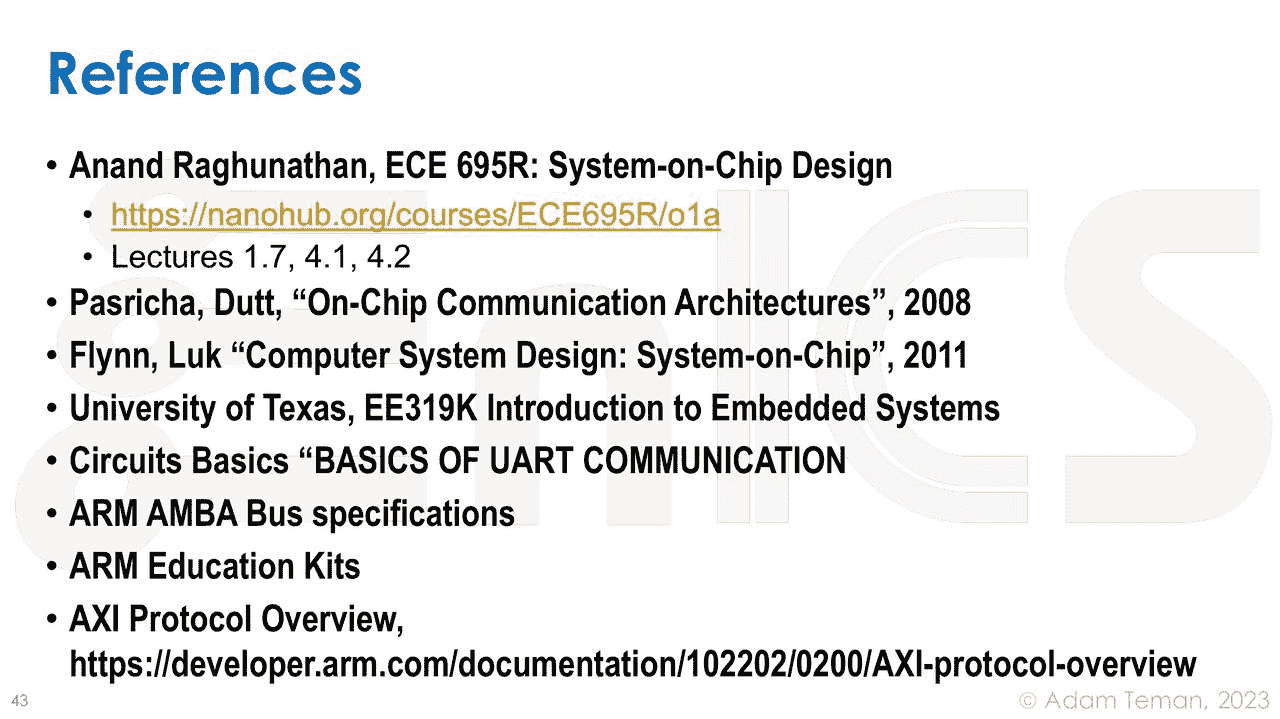 References
• Anand Raghunathan, ECE 695R: System-on-Chip Design
• https://nanohub.org/courses/ECE695R/o1a
• Lectures 1.7, 4.1, 4.2
• Pasricha, Dutt, “On-Chip Communication Architectures”, 2008
• Flynn, Luk “Computer System Design: System-on-Chip”, 2011
• University of Texas, EE319K Introduction to Embedded Systems
• Circuits Basics “BASICS OF UART COMMUNICATION
• ARM AMBA Bus specifications
• ARM Education Kits
• AXI Protocol Overview,
https://developer.arm.com/documentation/102202/0200/AXI-protocol-overview
43
© Adam Teman, 2023